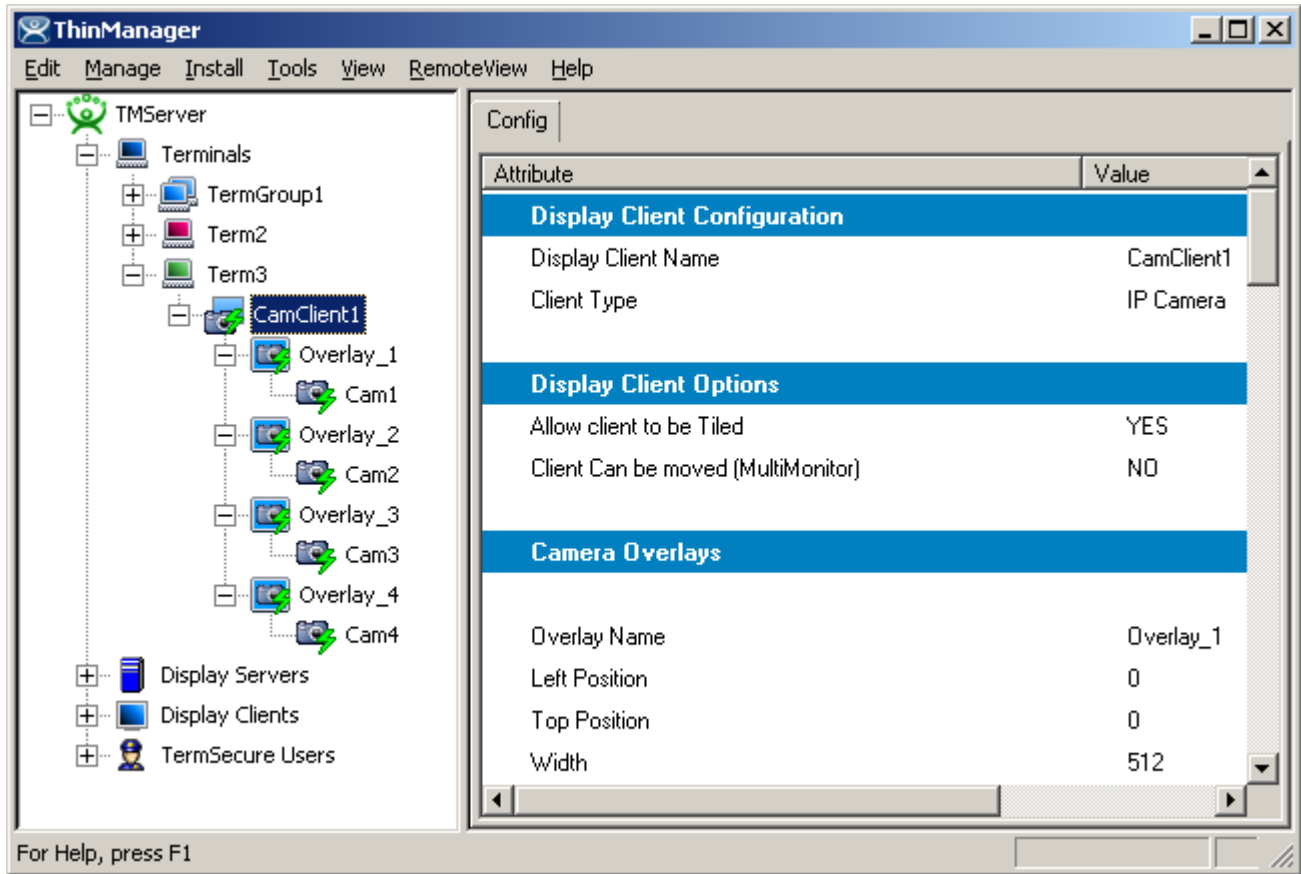 ThinManager
Edit Manage Install Tools View RemoteView Help
TMServer
Terminals
TermGroup1
Term2
Term3
CamClient1
Overlay_1
Cam1
Overlay_2
Cam2
Overlay_3
Cam3
Overlay_4
Cam4
Display Servers
Display Clients
TermSecure Users
Config
Attribute Value
Display Client Configuration
Display Client Name CamClient1
Client Type IP Camera
Display Client Options
Allow client to be Tiled YES
Client Can be moved (MultiMonitor) NO
Camera Overlays
Overlay Name Overlay_1
Left Position 0
Top Position 0
Width 512
For Help, press F1